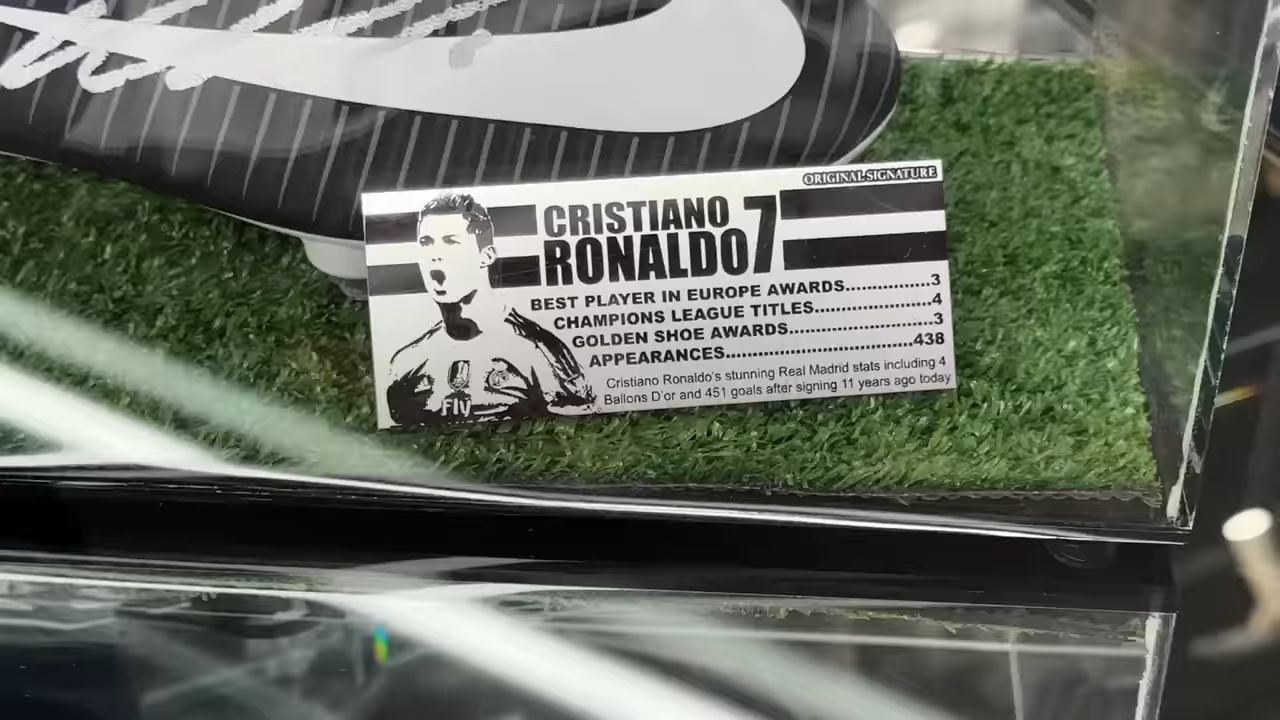 ORIGINAL SIGNATURE
CRISTIANO
RONALDO 7
BEST PLAYER IN EUROPE AWARDS...............3
CHAMPIONS LEAGUE TITLES.....................4
GOLDEN SHOE AWARDS..........................3
APPEARANCES..................................438
Cristiano Ronaldo's stunning Real Madrid stats including 4
Ballons D'or and 451 goals after signing 11 years ago today